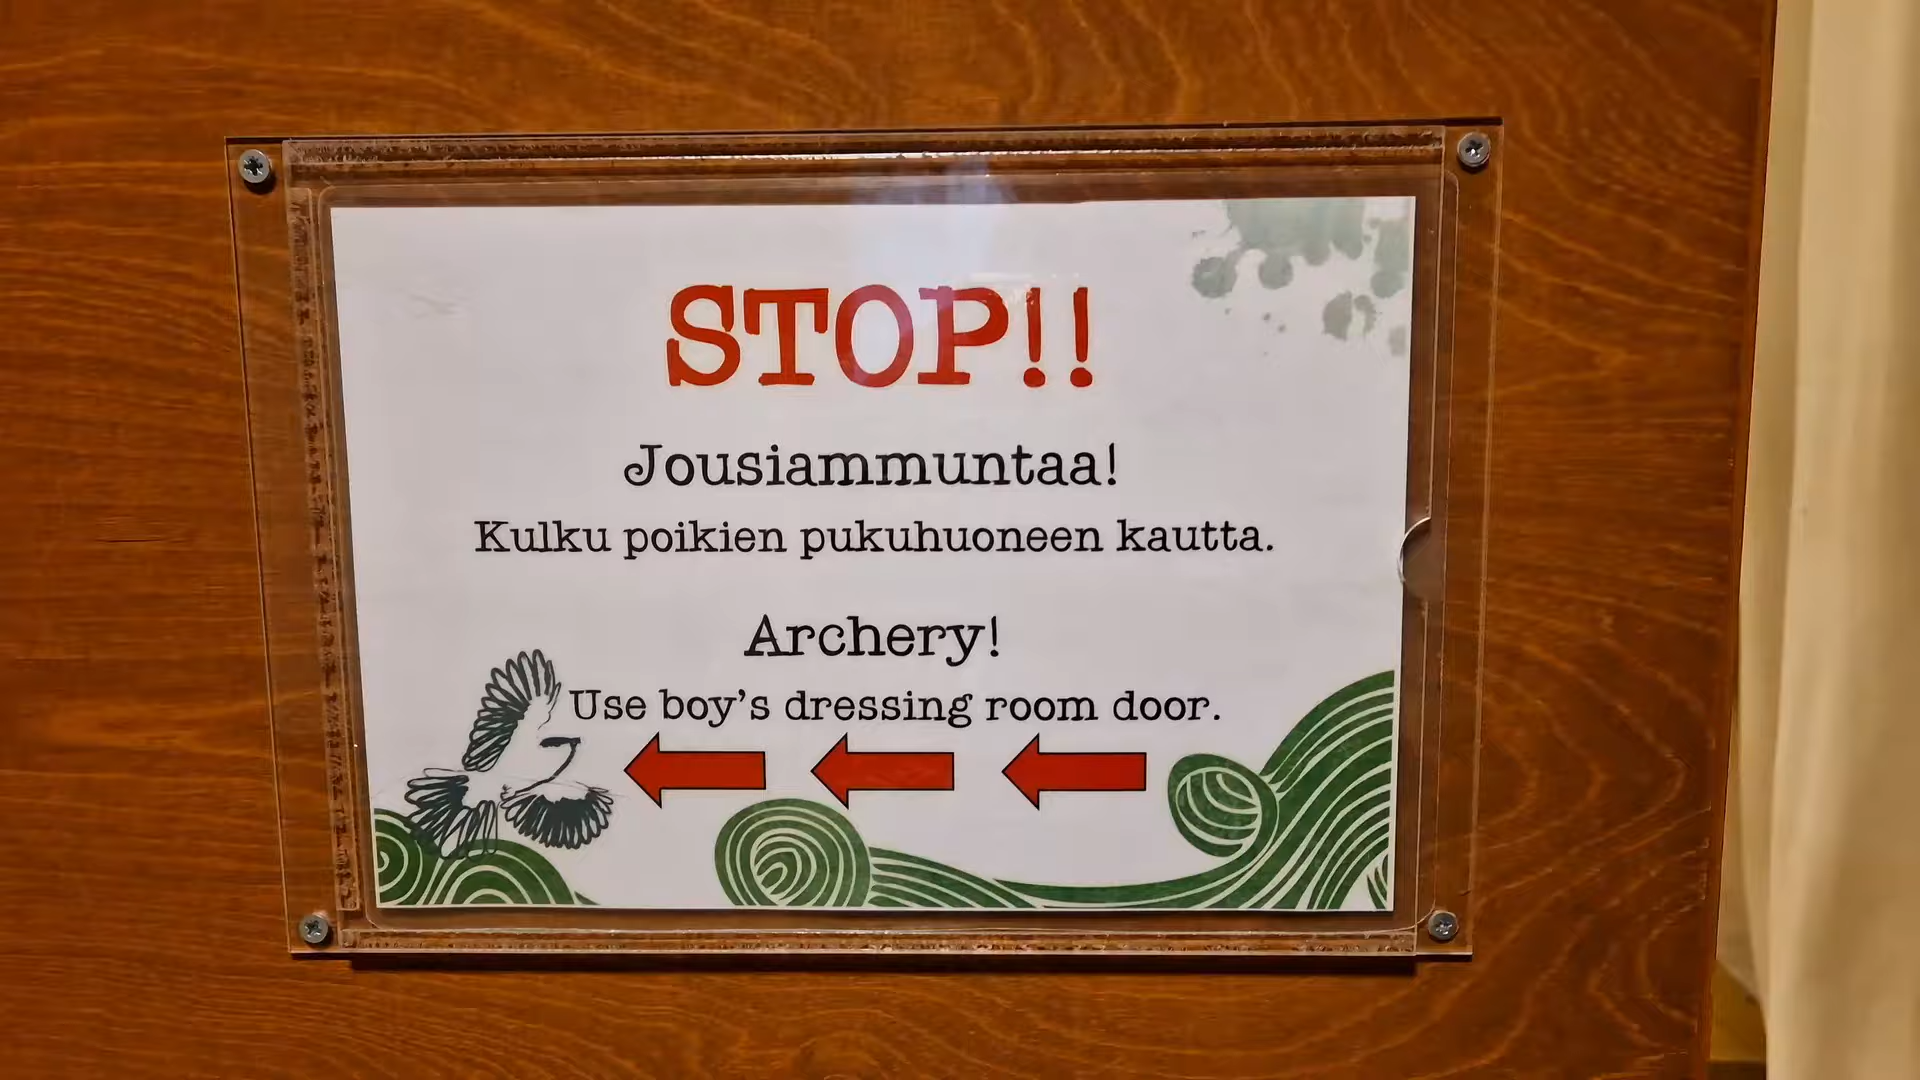 STOP!!
Jousiammuntaa!
Kulku poikien pukuhuoneen kautta.
Archery!
Use boy's dressing room door.